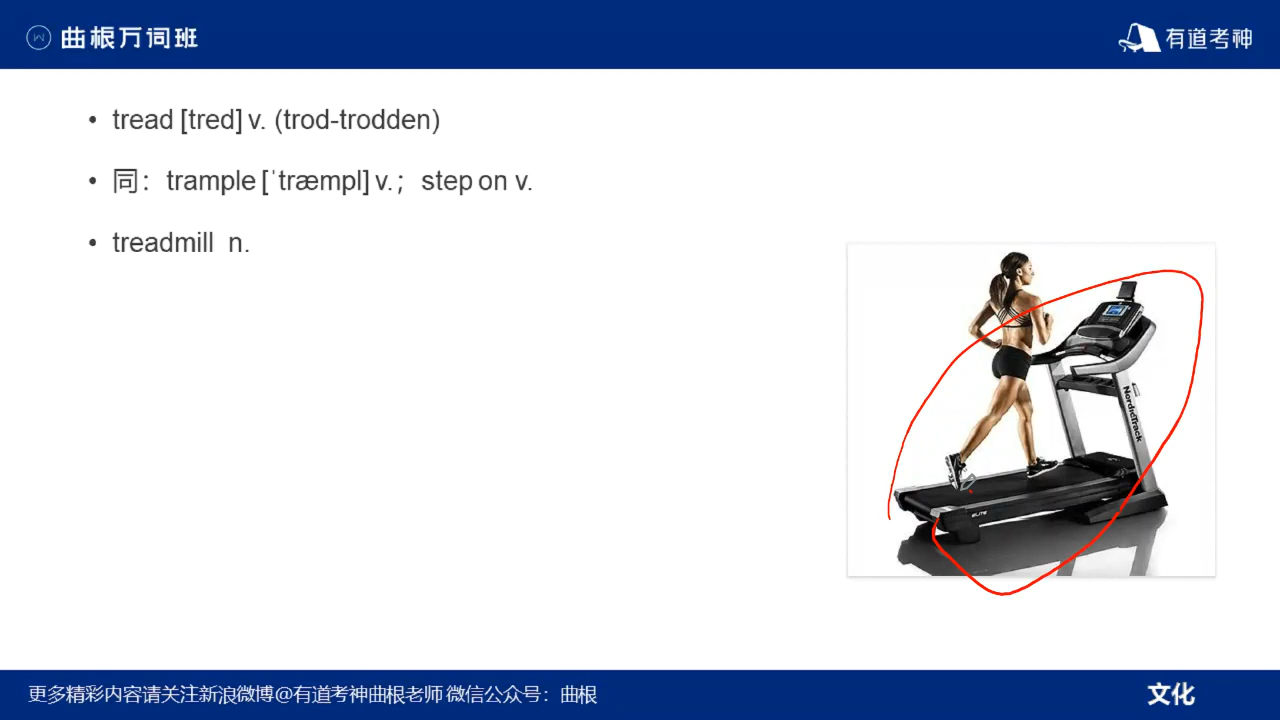 曲根万词班
有道考神
• tread [tred] v. (trod-trodden)
• 同：trample [ˈtræmpl] v.；step on v.
• treadmill n.
NordicTrack
ELITE
更多精彩内容请关注新浪微博@有道考神曲根老师 微信公众号：曲根
文化